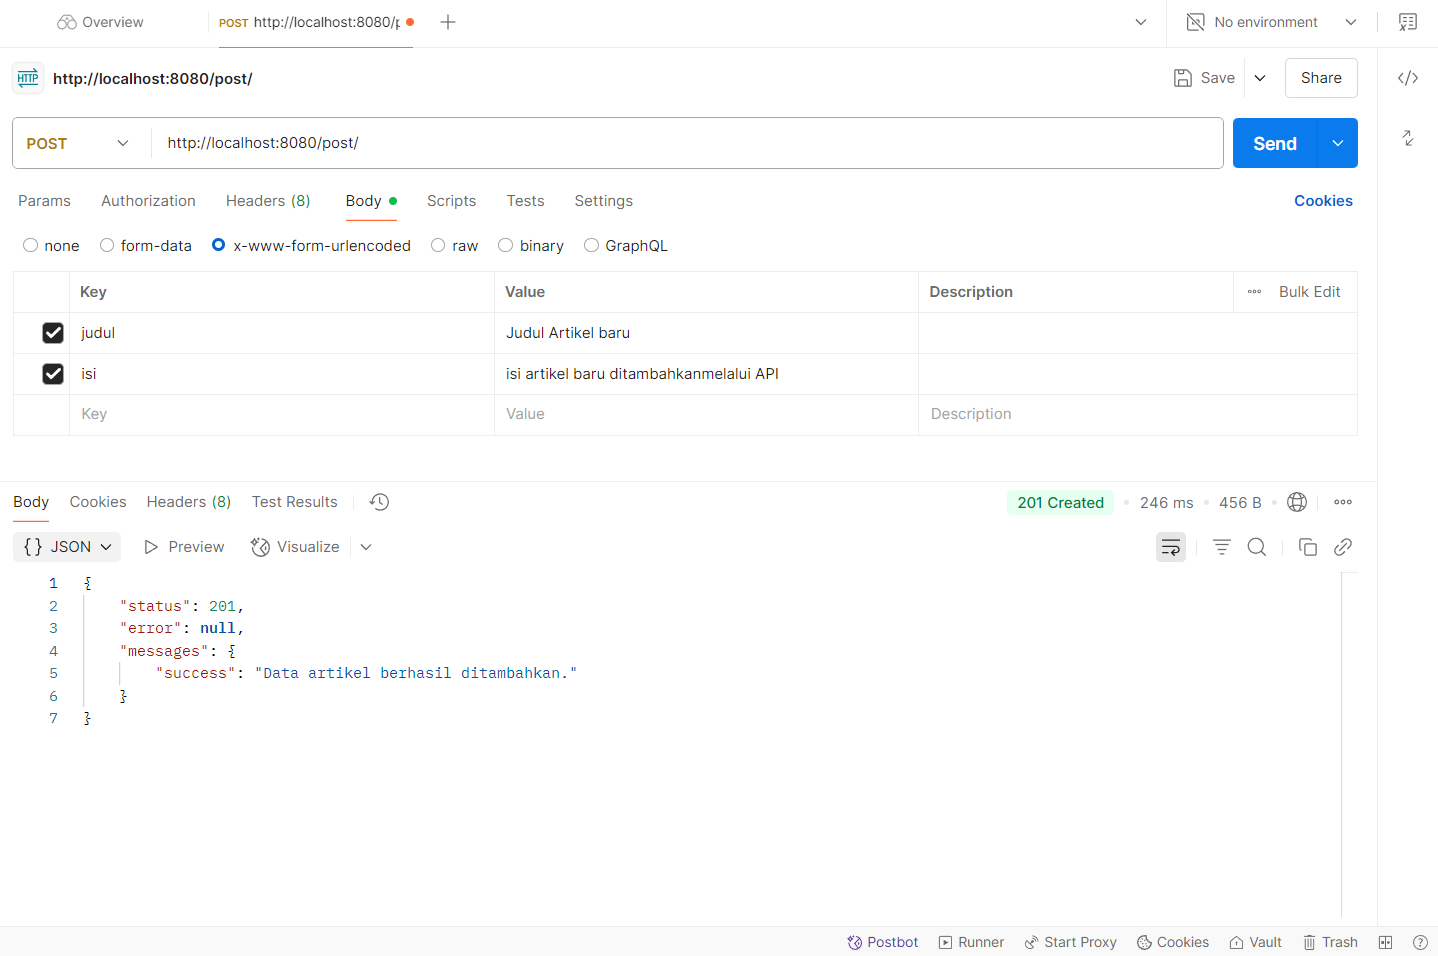 Overview
POST http://localhost:8080/p
No environment
HTTP http://localhost:8080/post/
Save
Share
POST http://localhost:8080/post/
Send
Params Authorization Headers (8) Body Scripts Tests Settings Cookies
none form-data x-www-form-urlencoded raw binary GraphQL
Key Value Description Bulk Edit
judul Judul Artikel baru
isi isi artikel baru ditambahkanmelalui API
Key Value Description
Body Cookies Headers (8) Test Results 201 Created 246 ms 456 B
{} JSON Preview Visualize
1 {
2 "status": 201,
3 "error": null,
4 "messages": {
5 "success": "Data artikel berhasil ditambahkan."
6 }
7 }
Postbot Runner Start Proxy Cookies Vault Trash